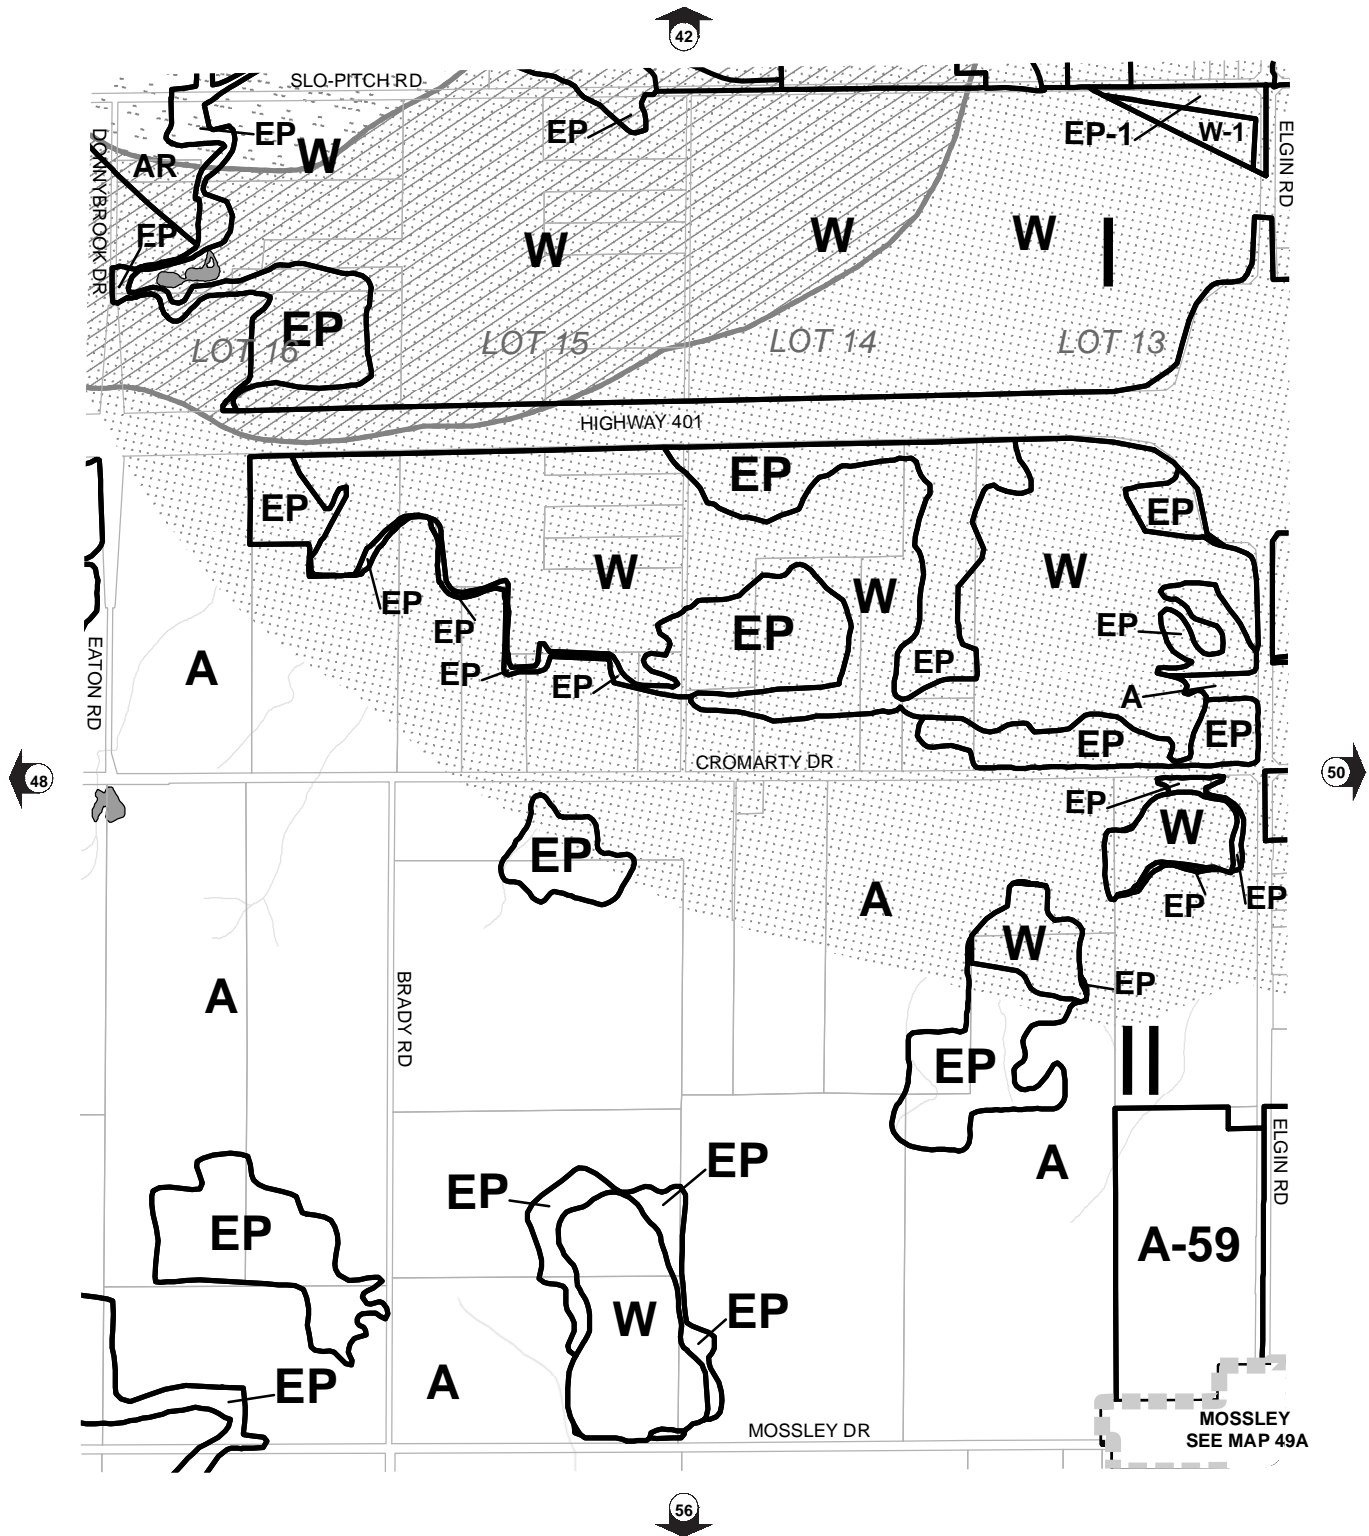 42
SLO-PITCH RD
EP
EP
EP-1
W-1
ELGIN RD
DONNYBROOK DR
AR
W
EP
W
W
W
I
EP
LOT 16
LOT 15
LOT 14
LOT 13
HIGHWAY 401
EP
EP
EP
W
W
W
EP
EP
EP
EP
EP
EP
EP
EP
A
EATON RD
A
EP
EP
CROMARTY DR
48
50
EP
W
EP
A
EP
EP
W
EP
A
BRADY RD
II
EP
A
ELGIN RD
EP
EP
EP
A-59
W
EP
EP
A
MOSSLEY DR
MOSSLEY
SEE MAP 49A
56